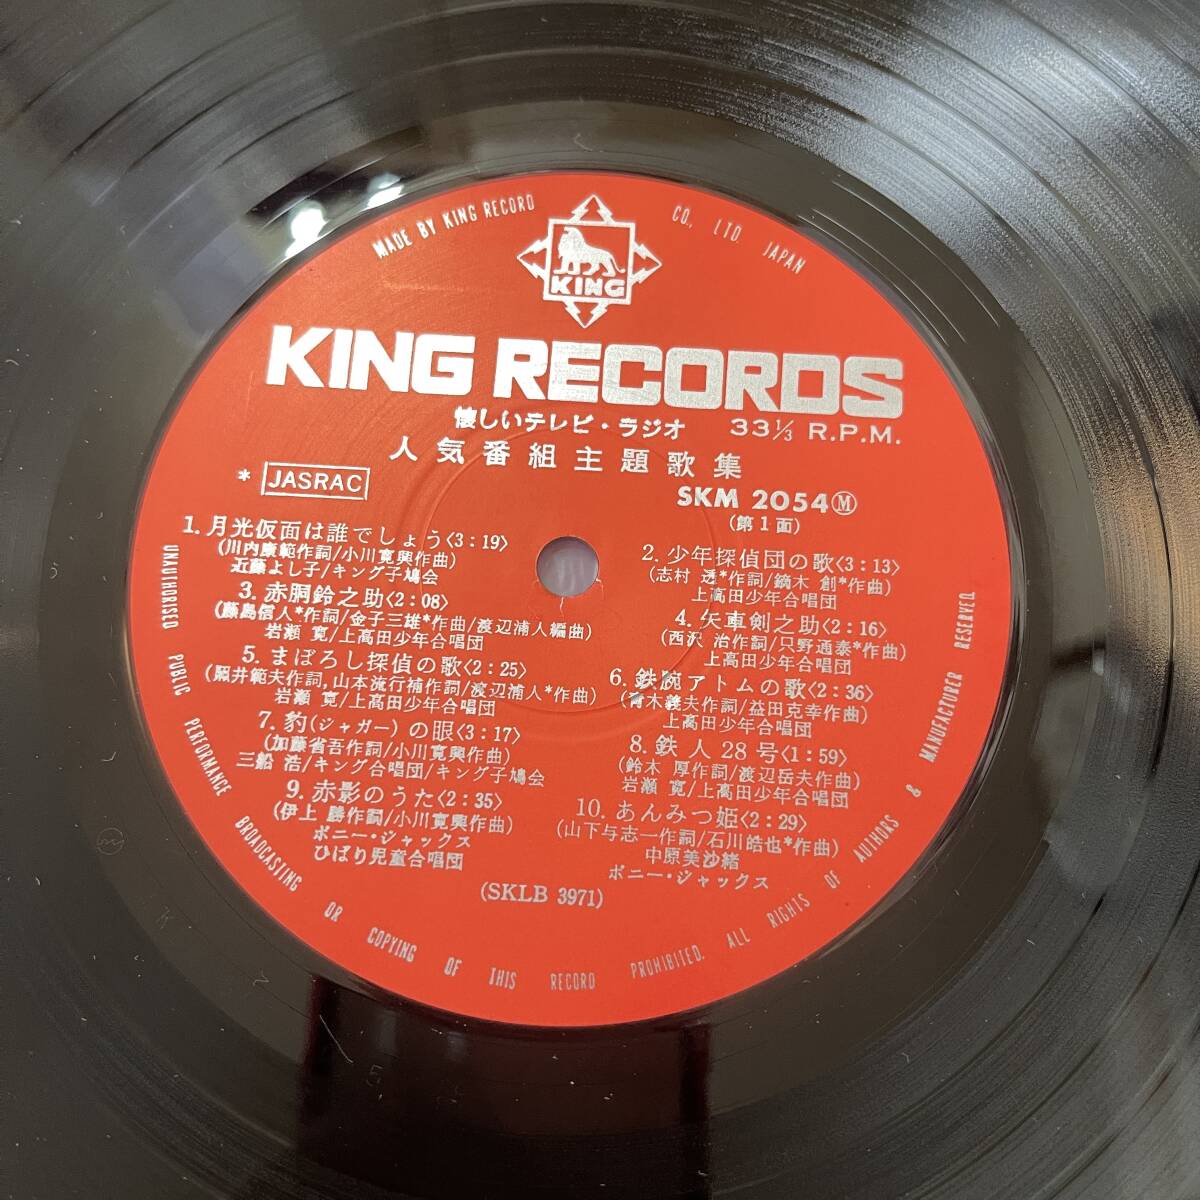 MADE BY KING RECORD CO., LTD. JAPAN
KING
KING RECORDS
懐しいテレビ・ラジオ 33⅓ R.P.M.
人気番組主題歌集
* JASRAC
SKM 2054 Ⓜ
(第1面)
1. 月光仮面は誰でしょう〈3:19〉
(川内康範作詞/小川寛興作曲)
近藤よし子/キング子鳩会
2. 少年探偵団の歌〈3:13〉
(志村 透*作詞/鏑木 創*作曲)
上高田少年合唱団
3. 赤胴鈴之助〈2:08〉
(藤島信人*作詞/金子三雄*作曲/渡辺浦人編曲)
岩瀬 寛/上高田少年合唱団
4. 矢車剣之助〈2:16〉
(西沢 治作詞/只野通泰*作曲)
上高田少年合唱団
5. まぼろし探偵の歌〈2:25〉
(照井範夫作詞,山本流行補作詞/渡辺浦人*作曲)
岩瀬 寛/上高田少年合唱団
6. 鉄腕アトムの歌〈2:36〉
(青木義夫作詞/益田克幸作曲)
上高田少年合唱団
7. 豹(ジャガー)の眼〈3:17〉
(加藤省吾作詞/小川寛興作曲)
三船 浩/キング合唱団/キング子鳩会
8. 鉄人28号〈1:59〉
(鈴木 厚作詞/渡辺岳夫作曲)
岩瀬 寛/上高田少年合唱団
9. 赤影のうた〈2:35〉
(伊上 勝作詞/小川寛興作曲)
ボニー・ジャックス
ひばり児童合唱団
10. あんみつ姫〈2:29〉
(山下与志一作詞/石川皓也*作曲)
中原美沙緒
ボニー・ジャックス
(SKLB 3971)
UNAUTHORISED PUBLIC PERFORMANCE BROADCASTING OR COPYING OF THIS RECORD PROHIBITED. ALL RIGHTS OF AUTHORS & MANUFACTURER RESERVED.